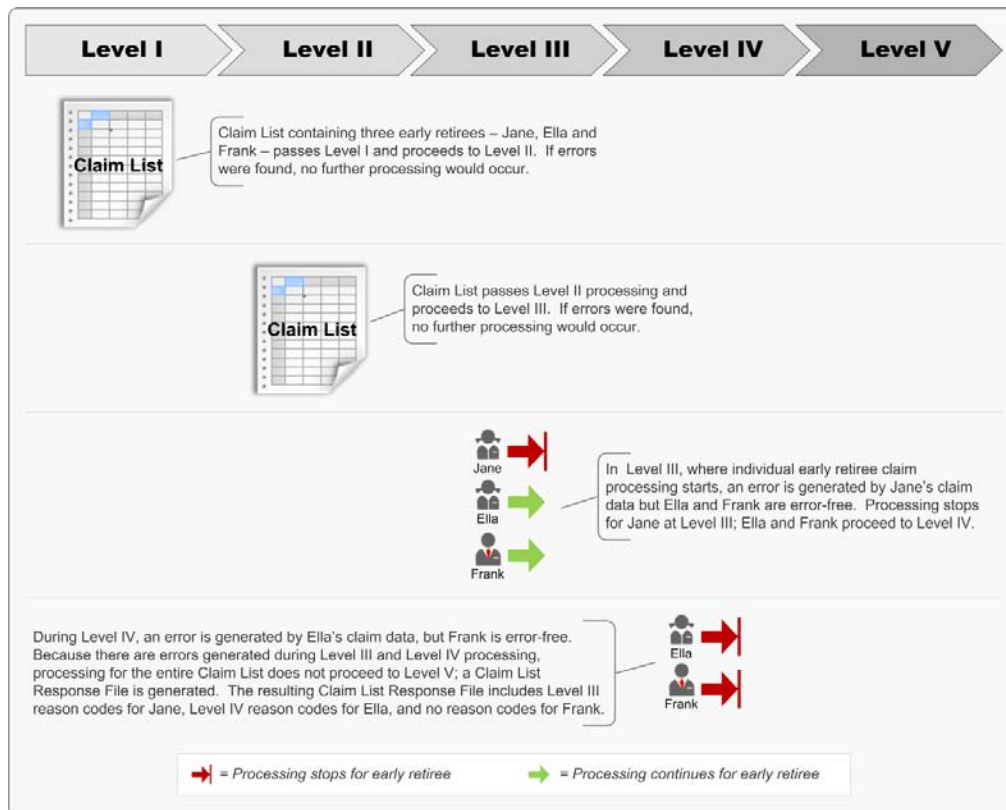 Level I
Level II
Level III
Level IV
Level V
Claim List
Claim List containing three early retirees – Jane, Ella and
Frank – passes Level I and proceeds to Level II.  If errors
were found, no further processing would occur.
Claim List
Claim List passes Level II processing and
proceeds to Level III.  If errors were found,
no further processing would occur.
Jane
Ella
Frank
In  Level III, where individual early retiree claim
processing starts, an error is generated by Jane's claim
data but Ella and Frank are error-free.  Processing stops
for Jane at Level III; Ella and Frank proceed to Level IV.
During Level IV, an error is generated by Ella's claim data, but Frank is error-free.
Because there are errors generated during Level III and Level IV processing,
processing for the entire Claim List does not proceed to Level V; a Claim List
Response File is generated.  The resulting Claim List Response File includes Level III
reason codes for Jane, Level IV reason codes for Ella, and no reason codes for Frank.
Ella
Frank
= Processing stops for early retiree
= Processing continues for early retiree